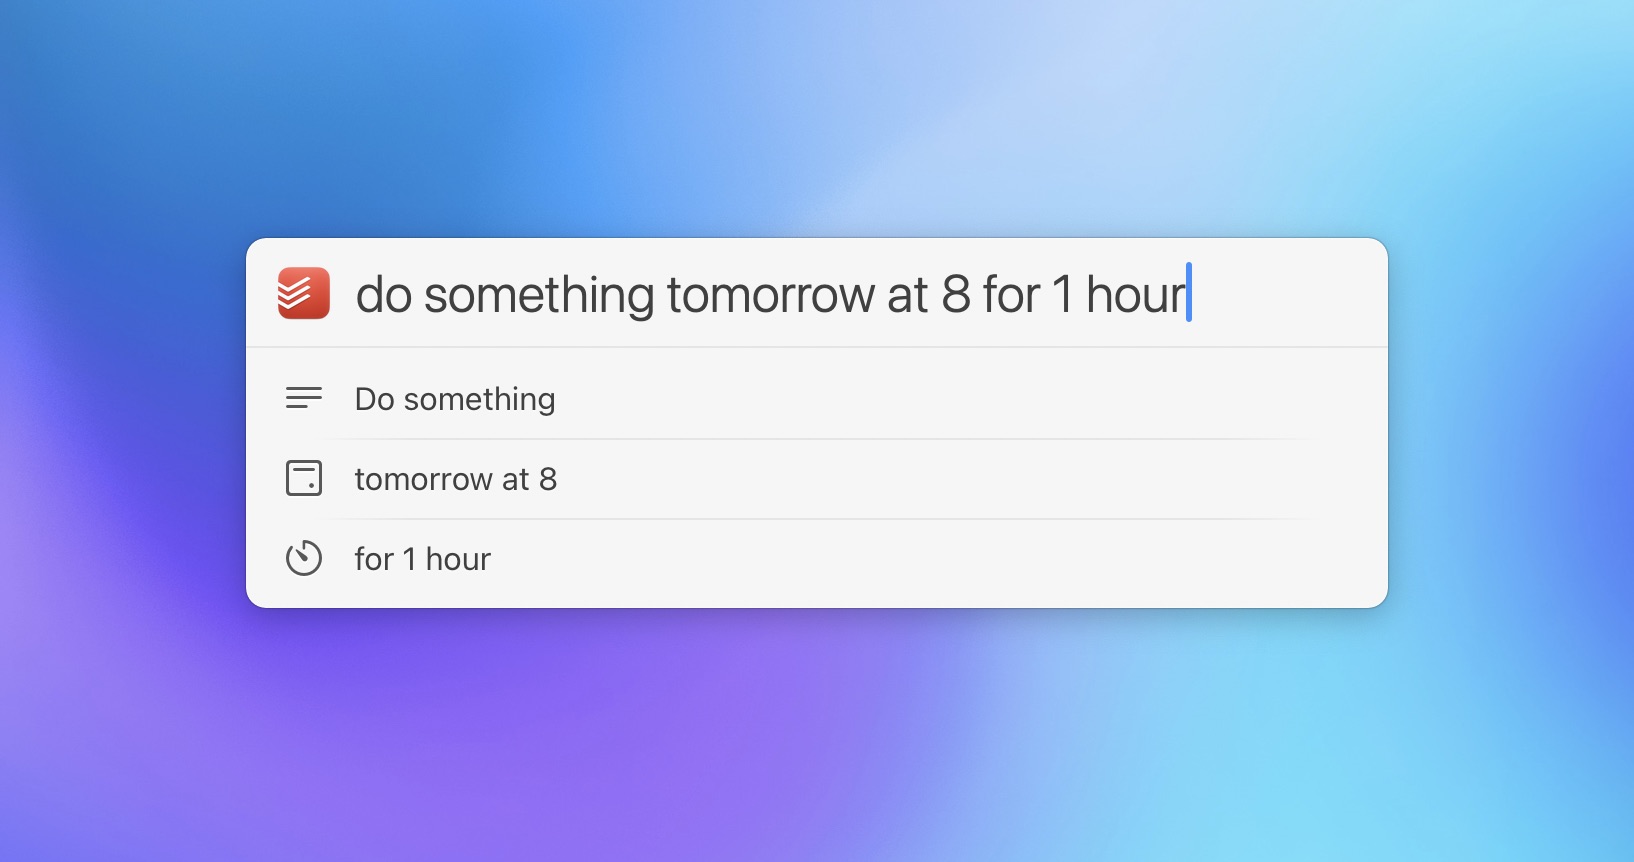 do something tomorrow at 8 for 1 hour
Do something
tomorrow at 8
for 1 hour